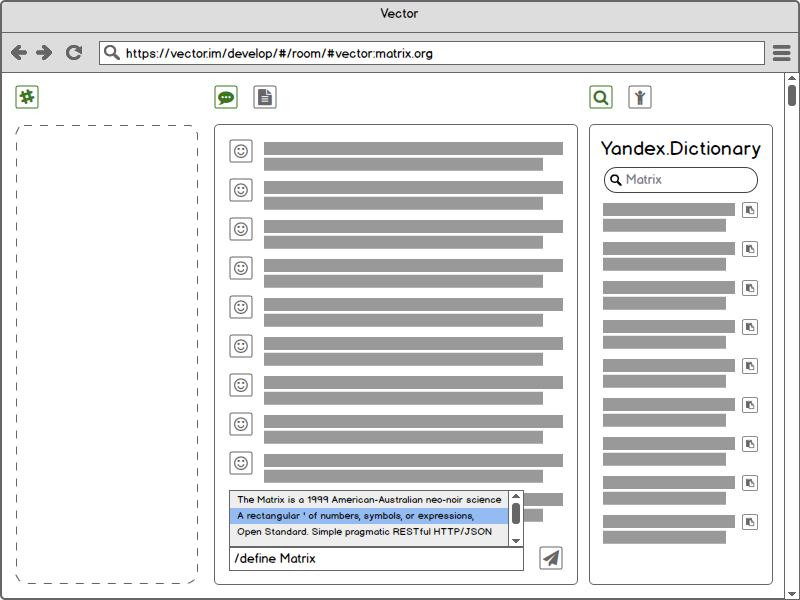 Vector
https://vector.im/develop/#/room/#vector:matrix.org
Yandex.Dictionary
Matrix
The Matrix is a 1999 American-Australian neo-noir science
A rectangular ' of numbers, symbols, or expressions,
Open Standard. Simple pragmatic RESTful HTTP/JSON
/define Matrix